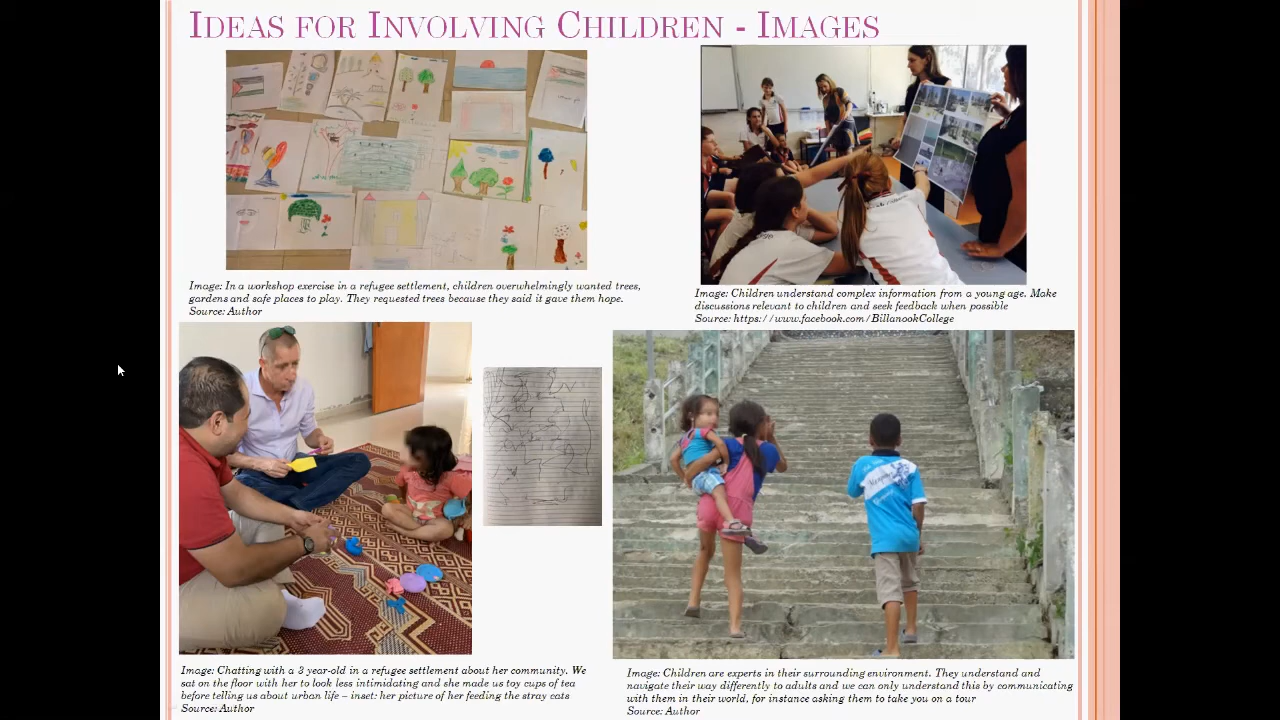 IDEAS FOR INVOLVING CHILDREN - IMAGES
Image: In a workshop exercise in a refugee settlement, children overwhelmingly wanted trees,
gardens and safe places to play. They requested trees because they said it gave them hope.
Source: Author
Image: Children understand complex information from a young age. Make
discussions relevant to children and seek feedback when possible
Source: https://www.facebook.com/BillanookCollege
Image: Chatting with a 3 year-old in a refugee settlement about her community. We
sat on the floor with her to look less intimidating and she made us toy cups of tea
before telling us about urban life – inset: her picture of her feeding the stray cats
Source: Author
Image: Children are experts in their surrounding environment. They understand and
navigate their way differently to adults and we can only understand this by communicating
with them in their world, for instance asking them to take you on a tour
Source: Author